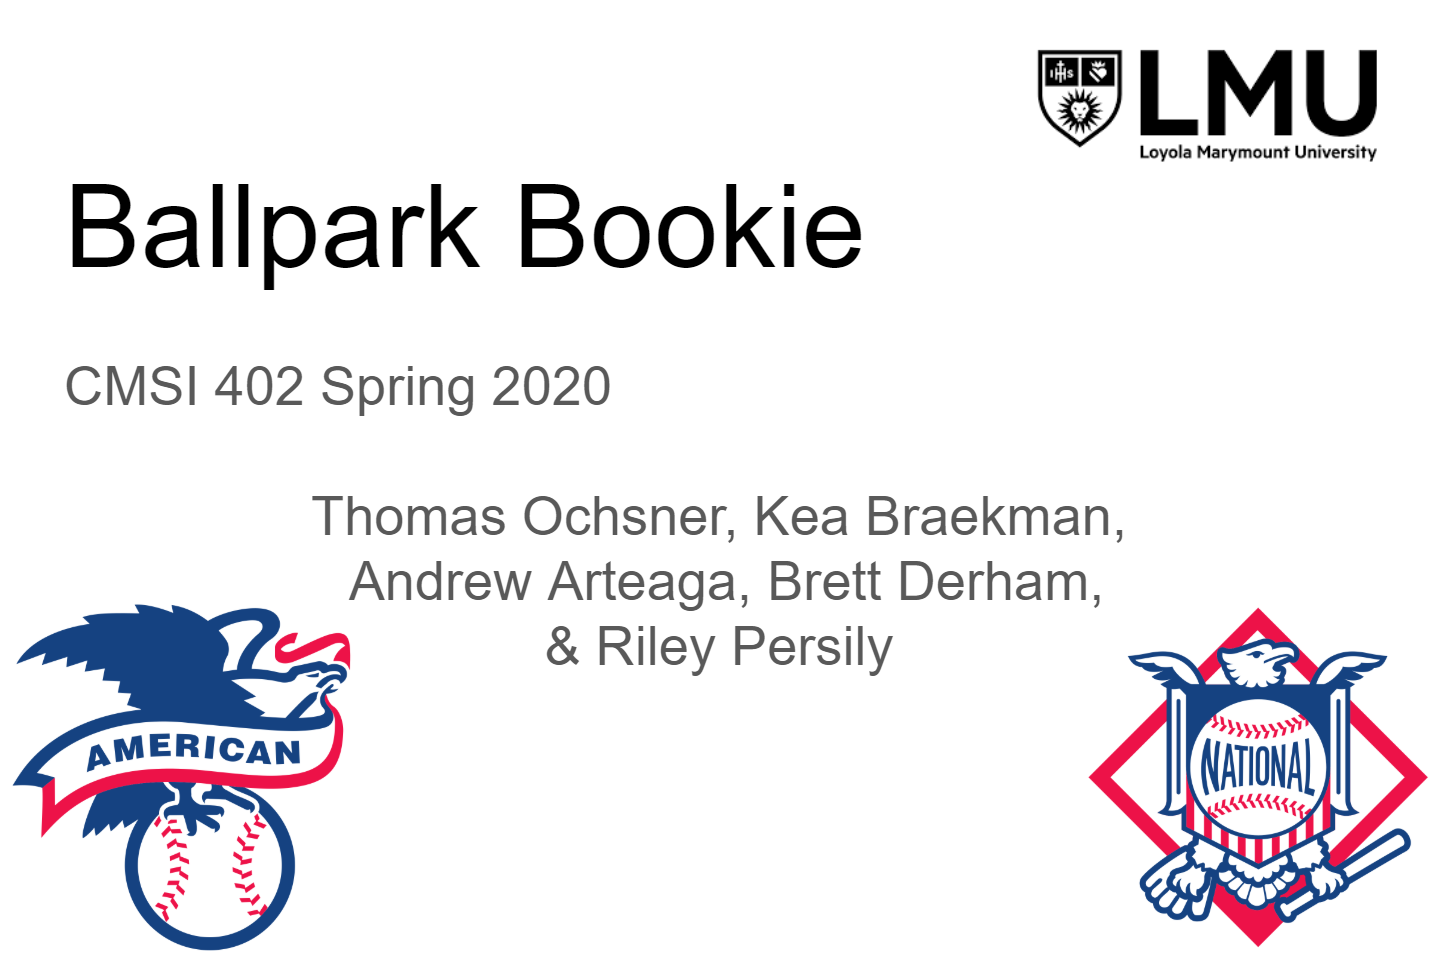 IHS
LMU
Loyola Marymount University
Ballpark Bookie
CMSI 402 Spring 2020
Thomas Ochsner, Kea Braekman,
Andrew Arteaga, Brett Derham,
& Riley Persily
AMERICAN
NATIONAL